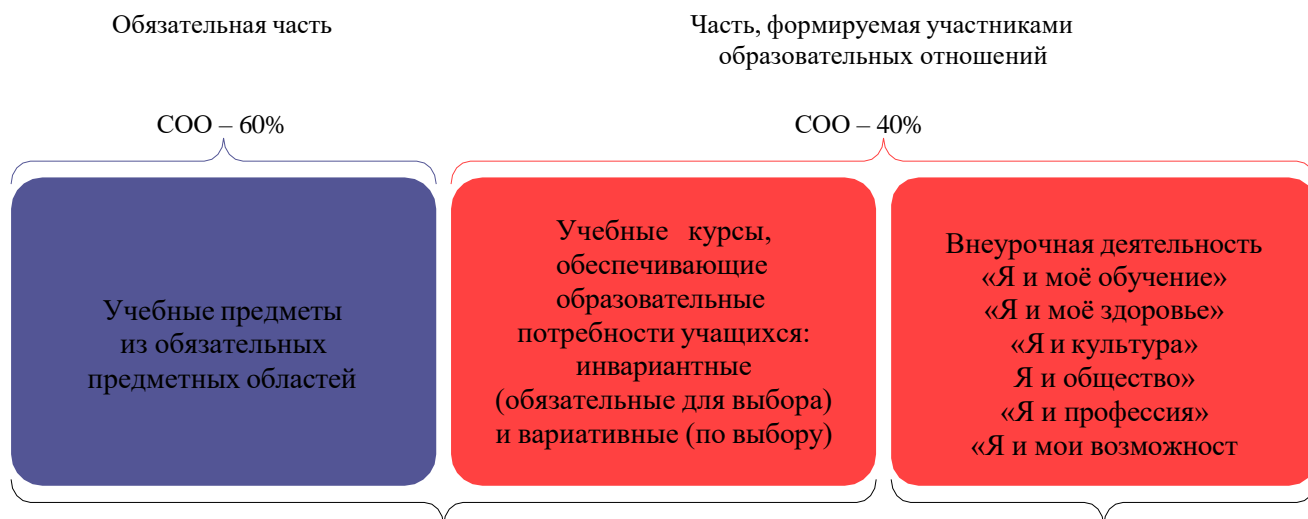 Обязательная часть
Часть, формируемая участниками
образовательных отношений
СОО – 60%
СОО – 40%
Учебные предметы
из обязательных
предметных областей
Учебные курсы,
обеспечивающие
образовательные
потребности учащихся:
инвариантные
(обязательные для выбора)
и вариативные (по выбору)
Внеурочная деятельность
«Я и моё обучение»
«Я и моё здоровье»
«Я и культура»
Я и общество»
«Я и профессия»
«Я и мои возможност